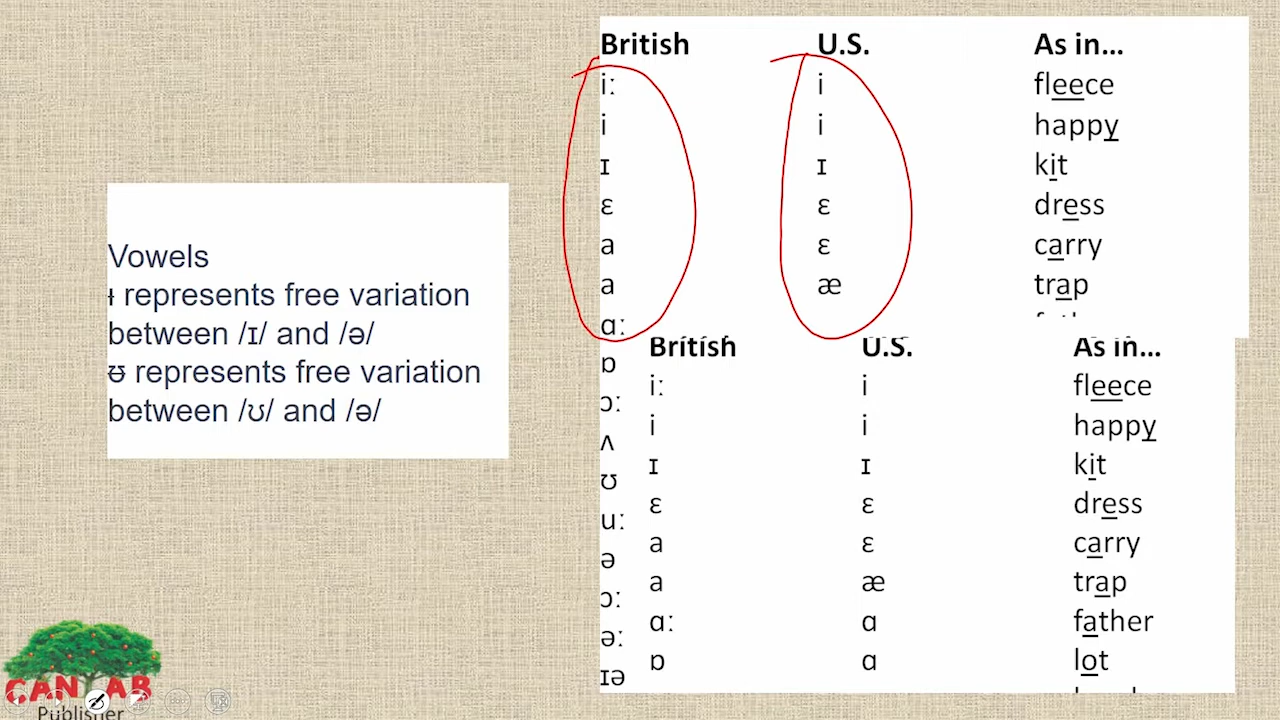 Vowels
ᵻ represents free variation
between /ɪ/ and /ə/
ᵿ represents free variation
between /ʊ/ and /ə/
British U.S. As in...
iː i fleece
i i happy
ɪ ɪ kit
ɛ ɛ dress
a ɛ carry
a æ trap
ɑː
ɒ
ɔː
ʌ
ʊ
uː
ə
ɔː
əː
ɪə
British U.S. As in...
iː i fleece
i i happy
ɪ ɪ kit
ɛ ɛ dress
a ɛ carry
a æ trap
ɑː ɑ father
ɒ ɑ lot
CANTAB
Publisher